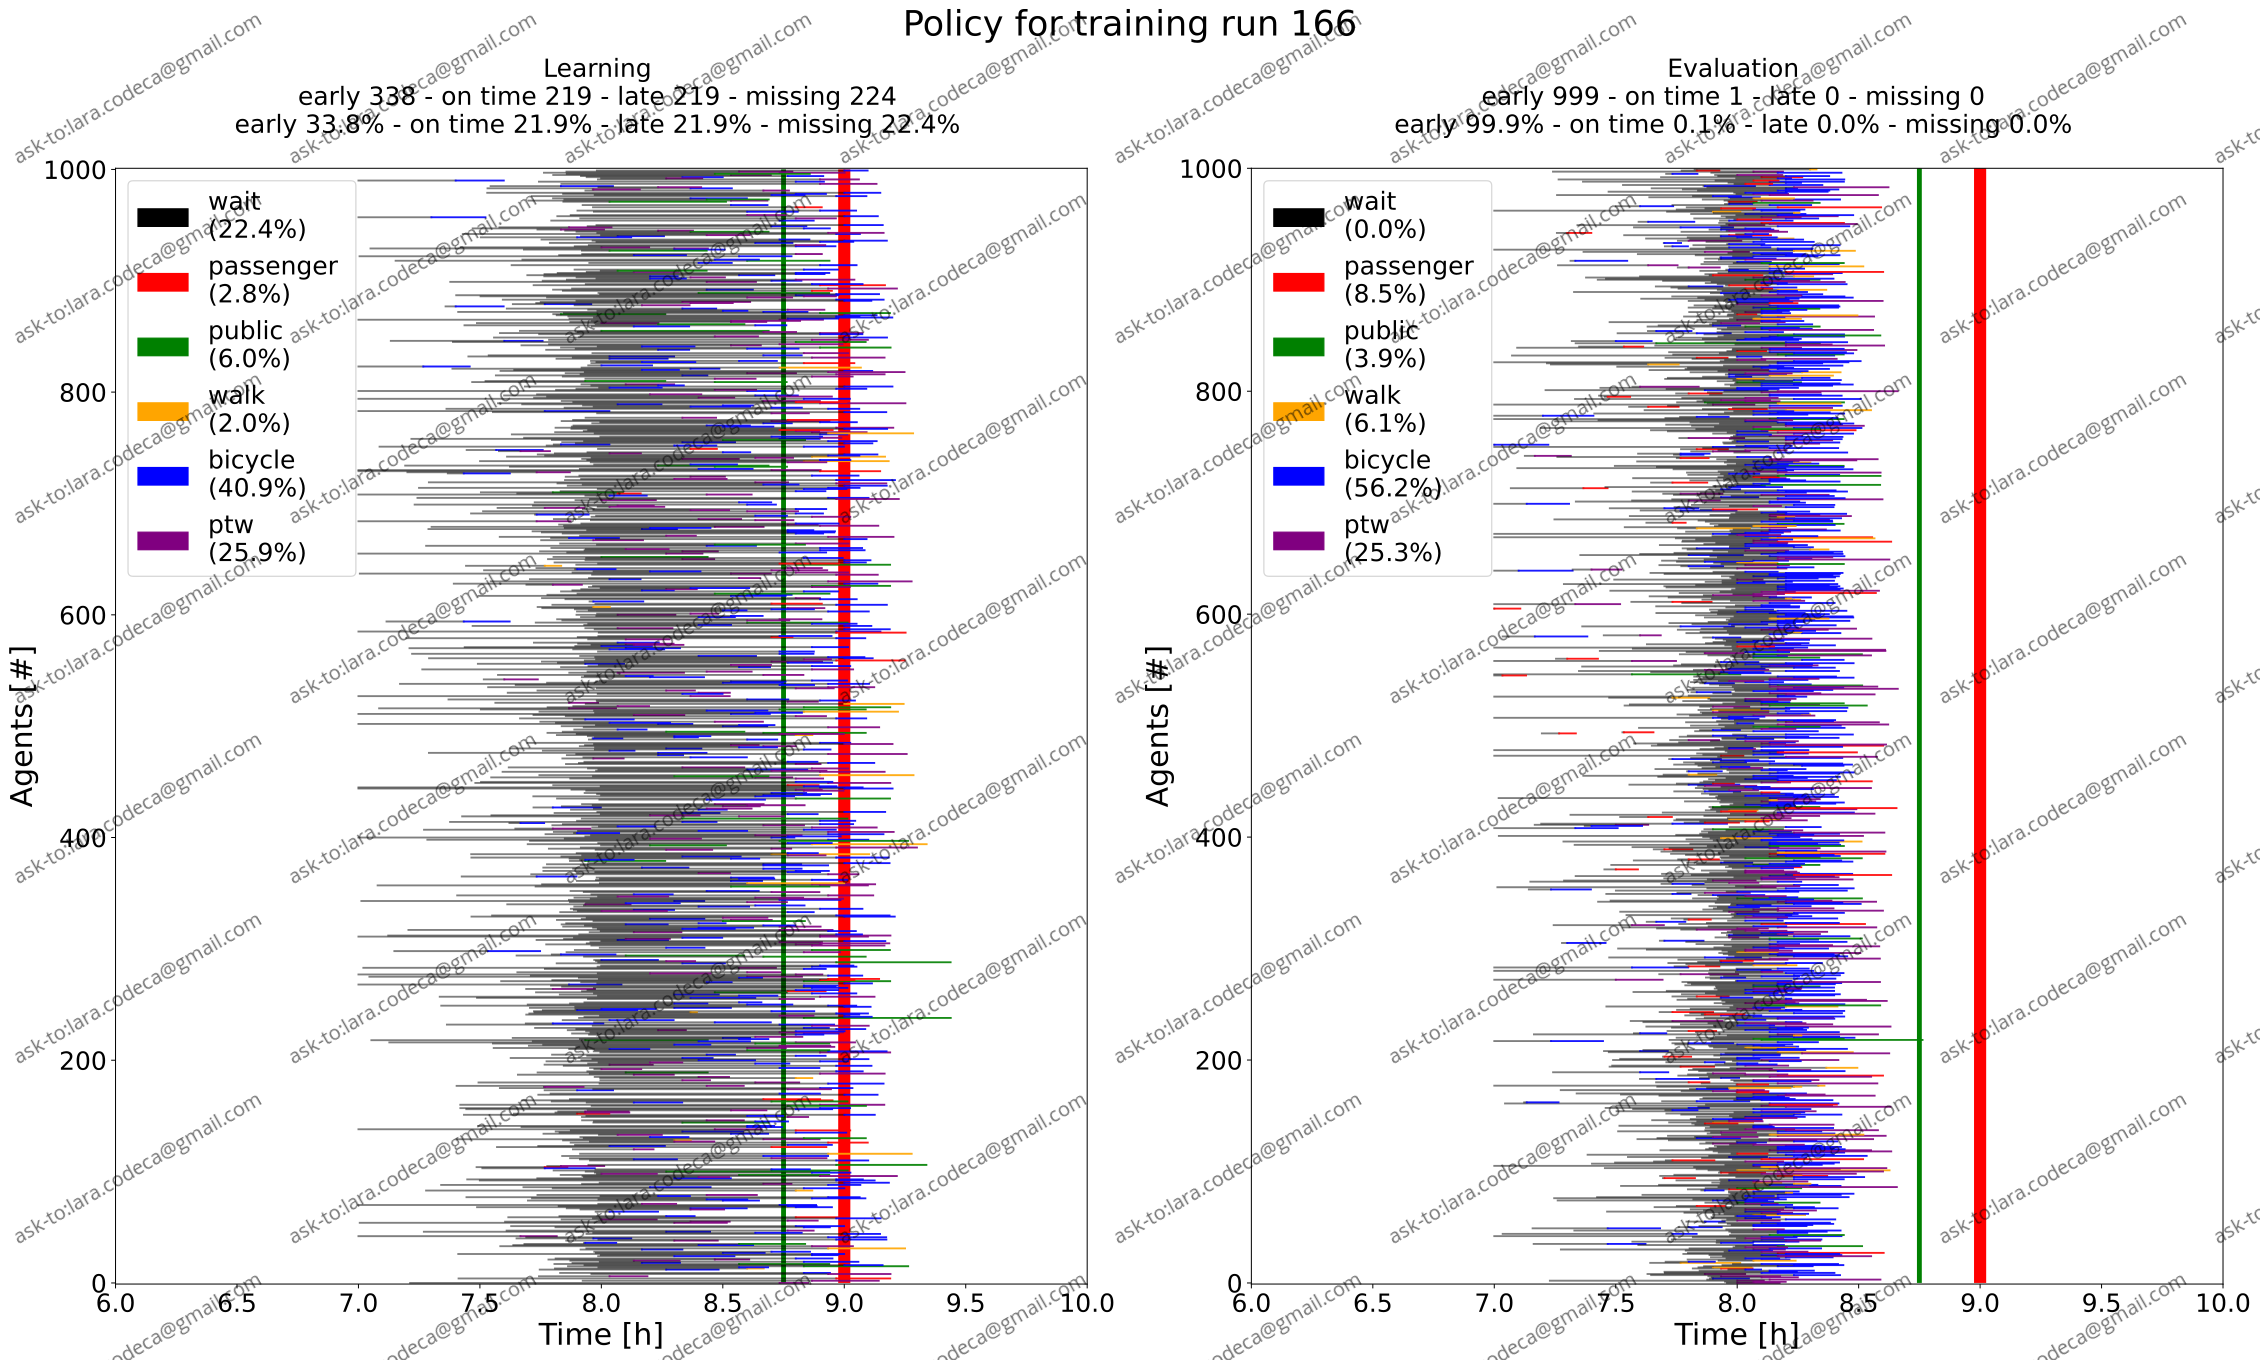 Policy for training run 166
Learning
early 338 - on time 219 - late 219 - missing 224
early 33.8% - on time 21.9% - late 21.9% - missing 22.4%
1000
800
600
400
200
0
Agents [#]
wait
(22.4%)
passenger
(2.8%)
public
(6.0%)
walk
(2.0%)
bicycle
(40.9%)
ptw
(25.9%)
6.0 6.5 7.0 7.5 8.0 8.5 9.0 9.5 10.0
Time [h]
Evaluation
early 999 - on time 1 - late 0 - missing 0
early 99.9% - on time 0.1% - late 0.0% - missing 0.0%
1000
800
600
400
200
0
Agents [#]
wait
(0.0%)
passenger
(8.5%)
public
(3.9%)
walk
(6.1%)
bicycle
(56.2%)
ptw
(25.3%)
6.0 6.5 7.0 7.5 8.0 8.5 9.0 9.5 10.0
Time [h]
ask-to:lara.codeca@gmail.com